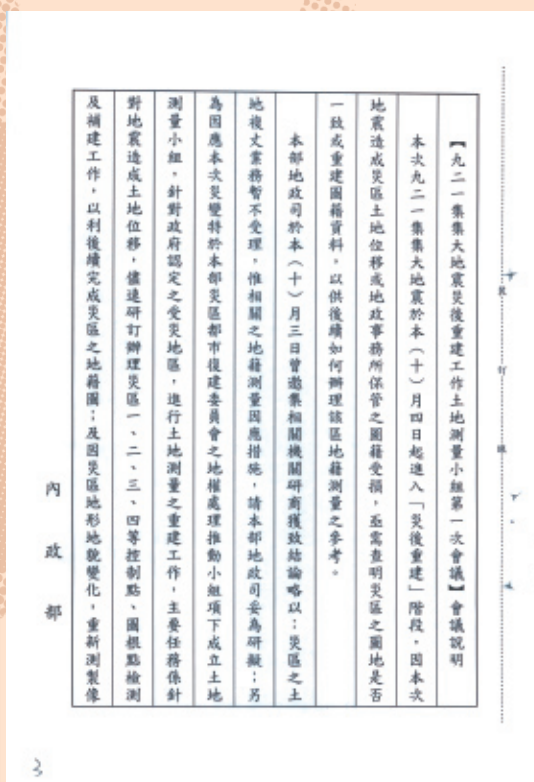 【九二一集集大地震災後重建工作土地測量小組第一次會議】會議說明
本次九二一集集大地震於本（十）月四日起進入「災後重建」階段，因本次
地震造成災區土地位移或地政事務所保管之圖籍受損，亟需查明災區之圖地是否
一致或重建圖籍資料，以供後續如何辦理該區地籍測量之參考。
本部地政司於本（十）月三日曾邀集相關機關研商獲致結論略以：災區之土
地複丈業務暫不受理，惟相關之地籍測量因應措施，請本部地政司妥為研擬；另
為因應本次災變特於本部災區都市復建委員會之地權處理推動小組項下成立土地
測量小組，針對政府認定之受災地區，進行土地測量之重建工作，主要任務係針
對地震造成土地位移，儘速研訂辦理災區一、二、三、四等控制點、圖根點檢測
及補建工作，以利後續完成災區之地籍圖；及因災區地形地貌變化，重新測製像
內政部
裝
訂
線
3